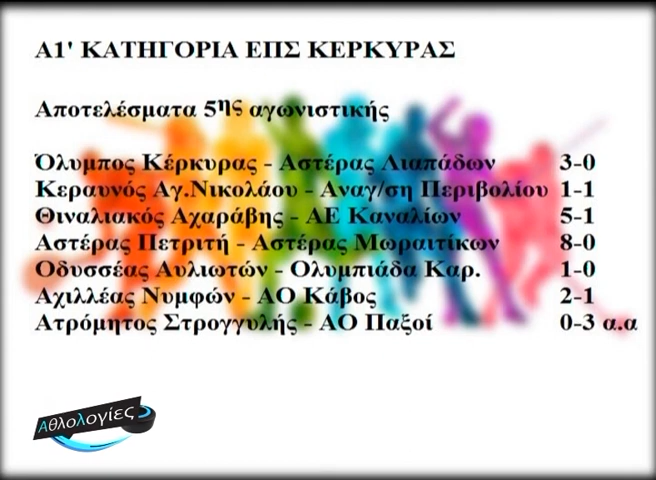 Α1' ΚΑΤΗΓΟΡΙΑ ΕΠΣ ΚΕΡΚΥΡΑΣ
Αποτελέσματα 5ης αγωνιστικής
Όλυμπος Κέρκυρας - Αστέρας Λιαπάδων 3-0
Κεραυνός Αγ.Νικολάου - Αναγ/ση Περιβολίου 1-1
Θιναλιακός Αχαράβης - ΑΕ Καναλίων 5-1
Αστέρας Πετριτή - Αστέρας Μωραιτίκων 8-0
Οδυσσέας Αυλιωτών - Ολυμπιάδα Καρ. 1-0
Αχιλλέας Νυμφών - ΑΟ Κάβος 2-1
Ατρόμητος Στρογγυλής - ΑΟ Παξοί 0-3 α.α
Αθλολογίες